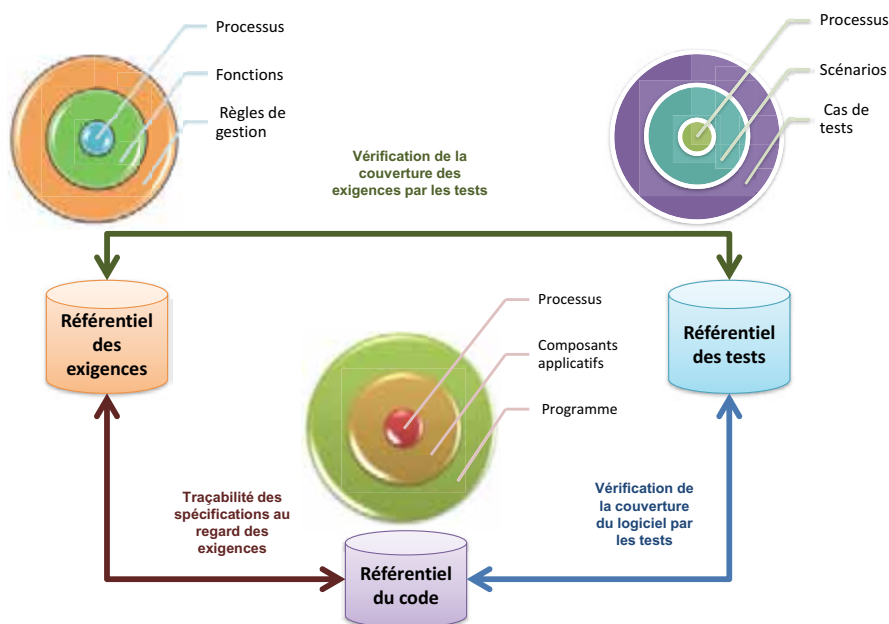 Processus
Fonctions
Règles de
gestion
Processus
Scénarios
Cas de
tests
Vérification de la
couverture des
exigences par les tests
Référentiel
des
exigences
Processus
Composants
applicatifs
Programme
Référentiel
des tests
Traçabilité des
spécifications au
regard des
exigences
Vérification de
la couverture
du logiciel par
les tests
Référentiel
du code